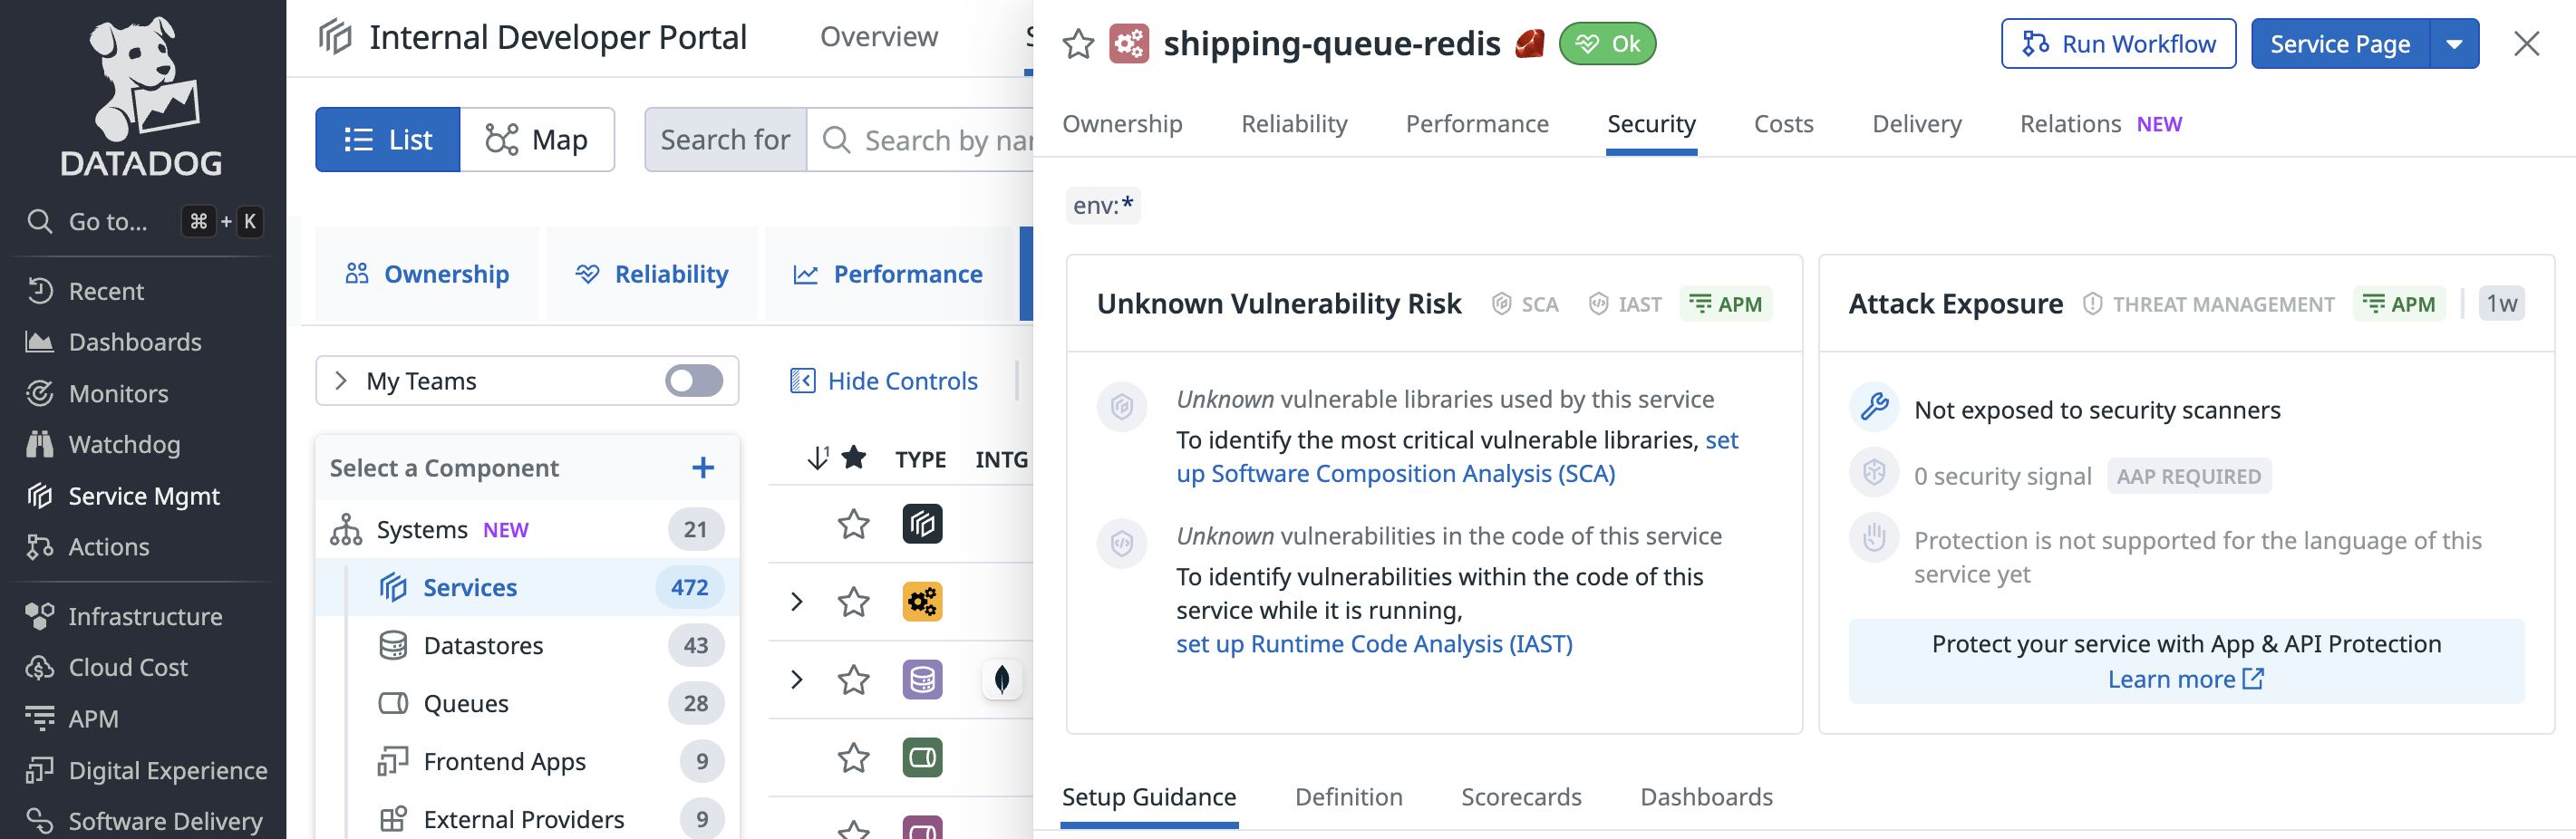 DATADOG
Go to... ⌘ + K
Recent
Dashboards
Monitors
Watchdog
Service Mgmt
Actions
Infrastructure
Cloud Cost
APM
Digital Experience
Software Delivery
Internal Developer Portal
Overview
List
Map
Search for
Search by
Ownership
Reliability
Performance
My Teams
Hide Controls
Select a Component +
Systems NEW 21
Services 472
Datastores 43
Queues 28
Frontend Apps 9
External Providers 9
1
TYPE
INTG
shipping-queue-redis
Ok
Run Workflow
Service Page
Ownership
Reliability
Performance
Security
Costs
Delivery
Relations NEW
env:*
Unknown Vulnerability Risk
SCA
IAST
APM
Unknown vulnerable libraries used by this service
To identify the most critical vulnerable libraries, set
up Software Composition Analysis (SCA)
Unknown vulnerabilities in the code of this service
To identify vulnerabilities within the code of this
service while it is running,
set up Runtime Code Analysis (IAST)
Attack Exposure
THREAT MANAGEMENT
APM
1w
Not exposed to security scanners
0 security signal AAP REQUIRED
Protection is not supported for the language of this
service yet
Protect your service with App & API Protection
Learn more
Setup Guidance
Definition
Scorecards
Dashboards